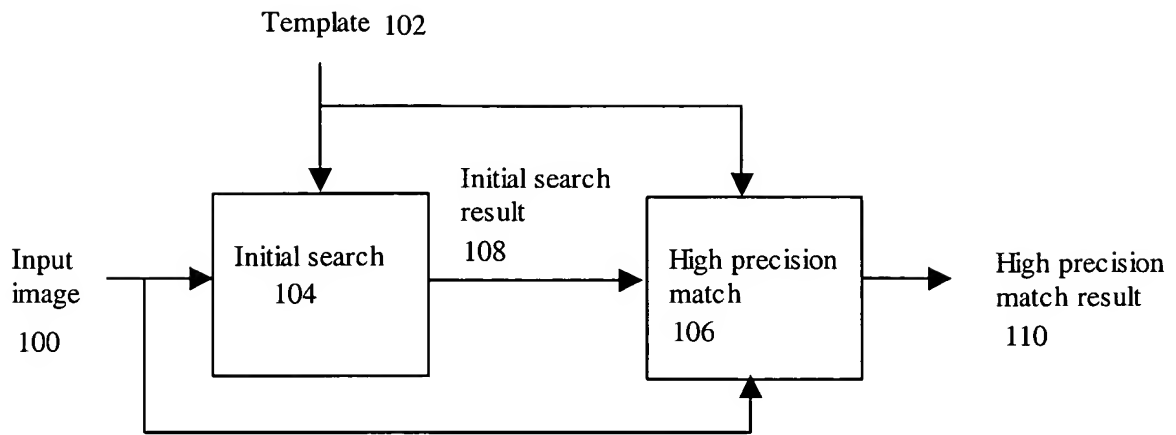 Template 102
Initial search
result
108
Input
image
100
Initial search
104
High precision
match
106
High precision
match result
110